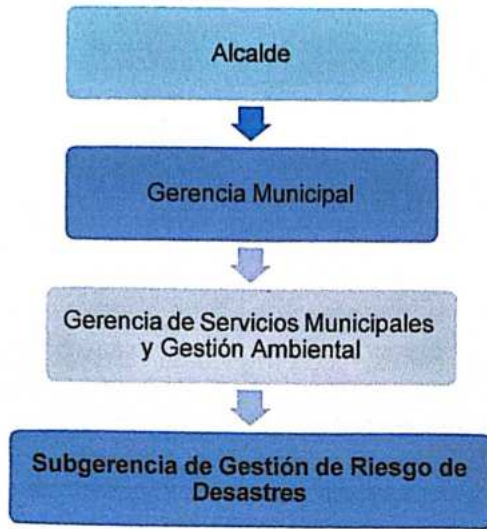 Alcalde
Gerencia Municipal
Gerencia de Servicios Municipales
y Gestión Ambiental
Subgerencia de Gestión de Riesgo de
Desastres